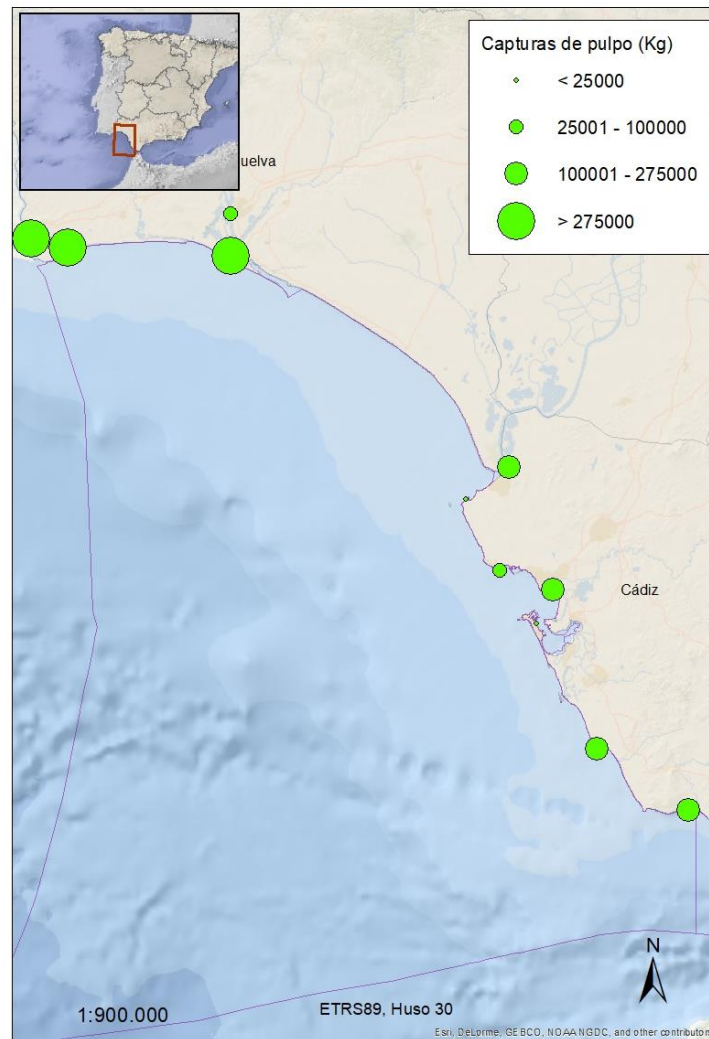 Capturas de pulpo (Kg)
< 25000
25001 - 100000
100001 - 275000
> 275000
uelva
Cádiz
N
1:900.000
ETRS89, Huso 30
Esri, DeLorme, GEBCO, NOAA NGDC, and other contributors